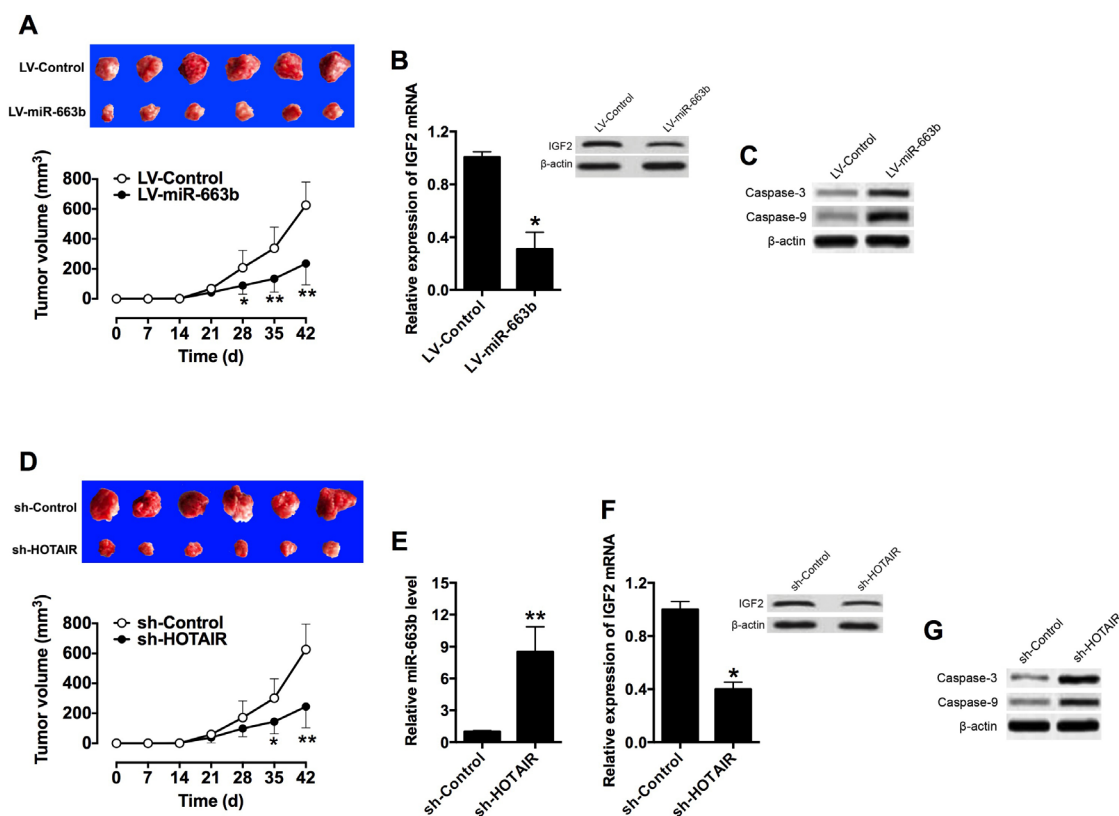 A
LV-Control
LV-miR-663b
Tumor volume (mm³)
800
600
400
200
0
LV-Control
LV-miR-663b
* ** **
0 7 14 21 28 35 42
Time (d)
B
Relative expression of IGF2 mRNA
1.2
0.8
0.4
0.0
*
LV-Control
LV-miR-663b
LV-Control
LV-miR-663b
IGF2
β-actin
C
LV-Control
LV-miR-663b
Caspase-3
Caspase-9
β-actin
D
sh-Control
sh-HOTAIR
Tumor volume (mm³)
800
600
400
200
0
sh-Control
sh-HOTAIR
* **
0 7 14 21 28 35 42
Time (d)
E
Relative miR-663b level
15
12
9
6
3
0
**
sh-Control
sh-HOTAIR
F
Relative expression of IGF2 mRNA
1.2
0.8
0.4
0.0
*
sh-Control
sh-HOTAIR
sh-Control
sh-HOTAIR
IGF2
β-actin
G
sh-Control
sh-HOTAIR
Caspase-3
Caspase-9
β-actin